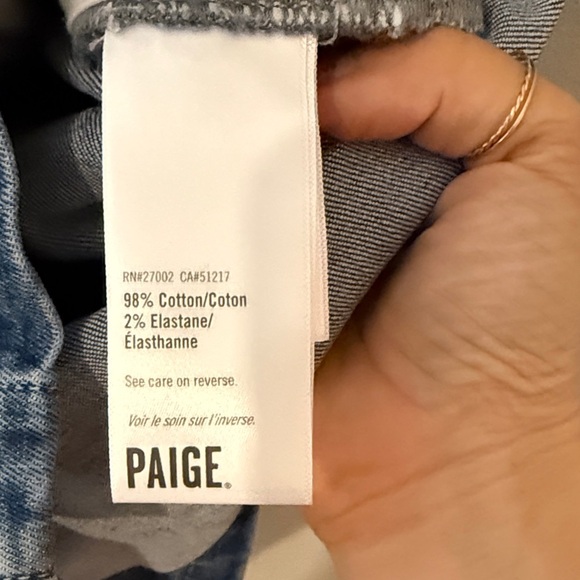 RN#27002 CA#51217
98% Cotton/Coton
2% Elastane/
Élasthanne
See care on reverse.
Voir le soin sur l'inverse.
PAIGE®